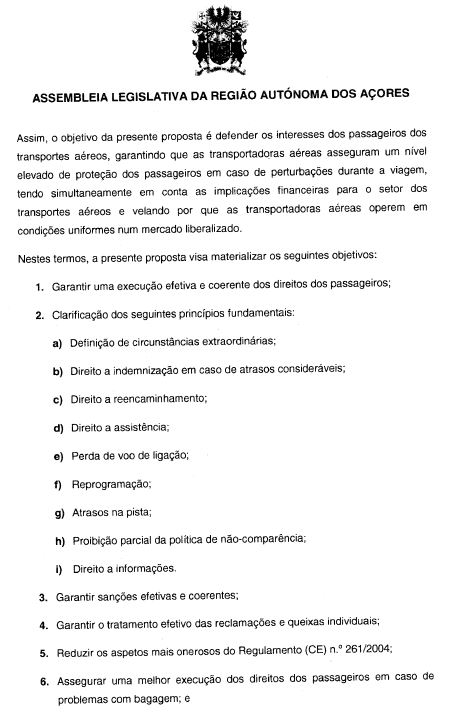 ASSEMBLEIA LEGISLATIVA DA REGIÃO AUTÓNOMA DOS AÇORES
Assim, o objetivo da presente proposta é defender os interesses dos passageiros dos
transportes aéreos, garantindo que as transportadoras aéreas asseguram um nível
elevado de proteção dos passageiros em caso de perturbações durante a viagem,
tendo simultaneamente em conta as implicações financeiras para o setor dos
transportes aéreos e velando por que as transportadoras aéreas operem em
condições uniformes num mercado liberalizado.
Nestes termos, a presente proposta visa materializar os seguintes objetivos:
1. Garantir uma execução efetiva e coerente dos direitos dos passageiros;
2. Clarificação dos seguintes princípios fundamentais:
a) Definição de circunstâncias extraordinárias;
b) Direito a indemnização em caso de atrasos consideráveis;
c) Direito a reencaminhamento;
d) Direito a assistência;
e) Perda de voo de ligação;
f) Reprogramação;
g) Atrasos na pista;
h) Proibição parcial da política de não-comparência;
i) Direito a informações.
3. Garantir sanções efetivas e coerentes;
4. Garantir o tratamento efetivo das reclamações e queixas individuais;
5. Reduzir os aspetos mais onerosos do Regulamento (CE) n.º 261/2004;
6. Assegurar uma melhor execução dos direitos dos passageiros em caso de
problemas com bagagem; e